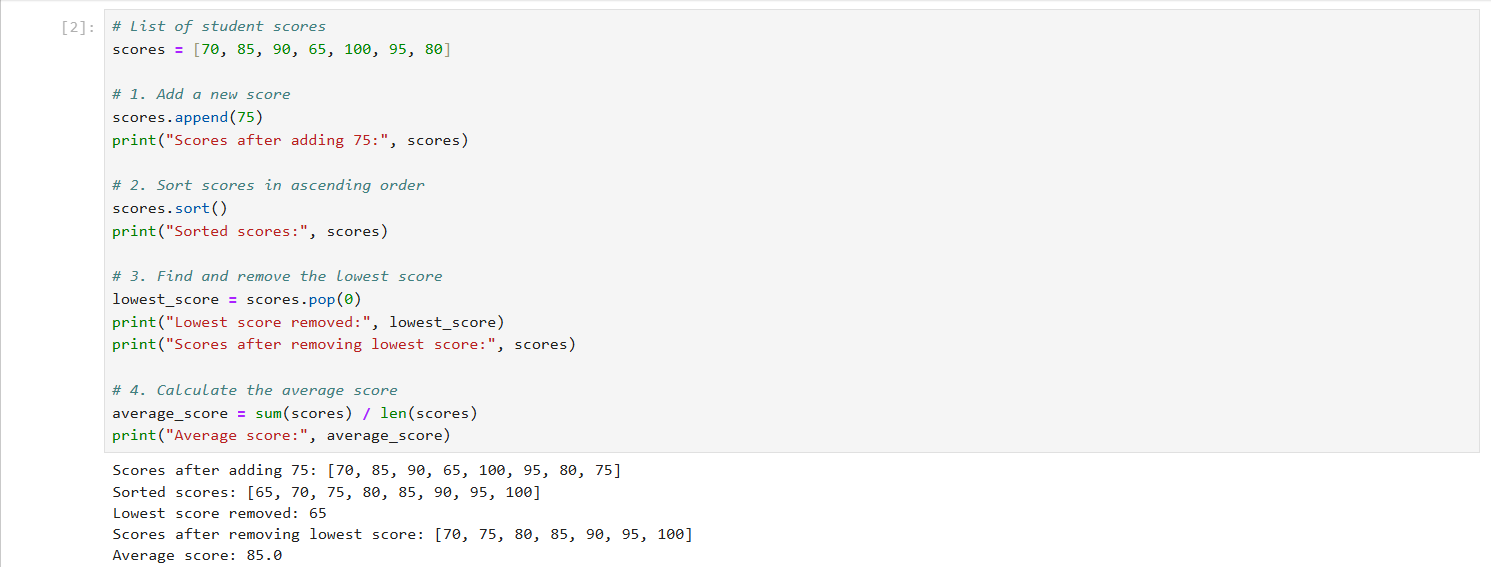 [2]:
# List of student scores
scores = [70, 85, 90, 65, 100, 95, 80]
# 1. Add a new score
scores.append(75)
print("Scores after adding 75:", scores)
# 2. Sort scores in ascending order
scores.sort()
print("Sorted scores:", scores)
# 3. Find and remove the lowest score
lowest_score = scores.pop(0)
print("Lowest score removed:", lowest_score)
print("Scores after removing lowest score:", scores)
# 4. Calculate the average score
average_score = sum(scores) / len(scores)
print("Average score:", average_score)
Scores after adding 75: [70, 85, 90, 65, 100, 95, 80, 75]
Sorted scores: [65, 70, 75, 80, 85, 90, 95, 100]
Lowest score removed: 65
Scores after removing lowest score: [70, 75, 80, 85, 90, 95, 100]
Average score: 85.0